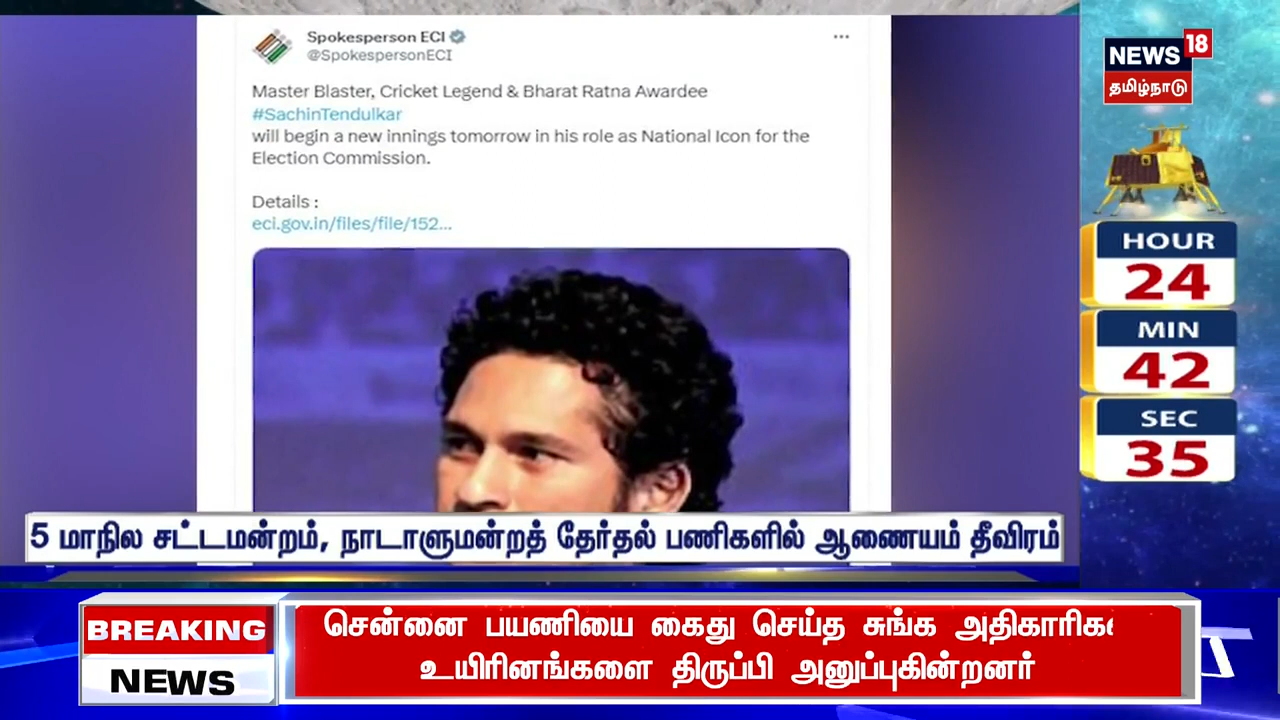 Spokesperson ECI
@SpokespersonECI
Master Blaster, Cricket Legend & Bharat Ratna Awardee
#SachinTendulkar
will begin a new innings tomorrow in his role as National Icon for the
Election Commission.
Details :
eci.gov.in/files/file/152...
NEWS 18
தமிழ்நாடு
HOUR
24
MIN
42
SEC
35
5 மாநில சட்டமன்றம், நாடாளுமன்றத் தேர்தல் பணிகளில் ஆணையம் தீவிரம்
BREAKING
NEWS
சென்னை பயணியை கைது செய்த சுங்க
உயிரினங்களை திருப்பி அனுப்புகின்றனர்